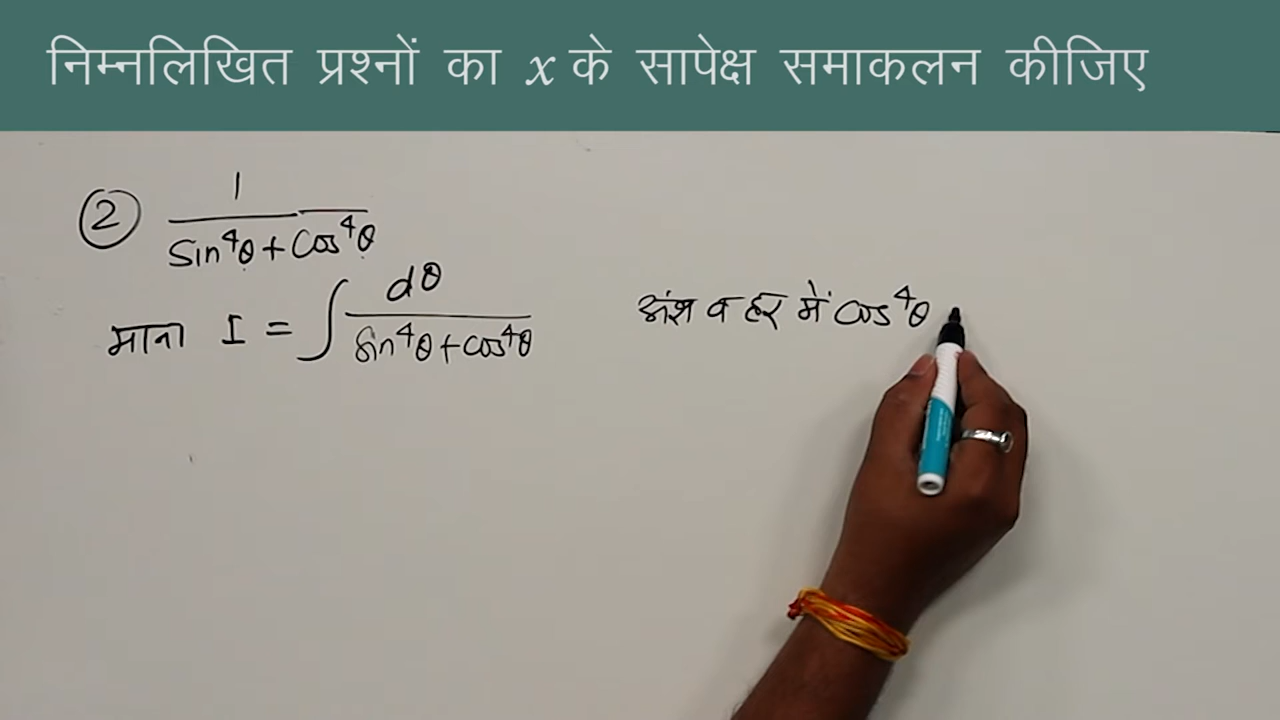 निम्नलिखित प्रश्नों का x के सापेक्ष समाकलन कीजिए
② 1 / Sin⁴θ + Cos⁴θ
माना I = ∫ dθ / Sin⁴θ + cos⁴θ
अंश व हर में cos⁴θ